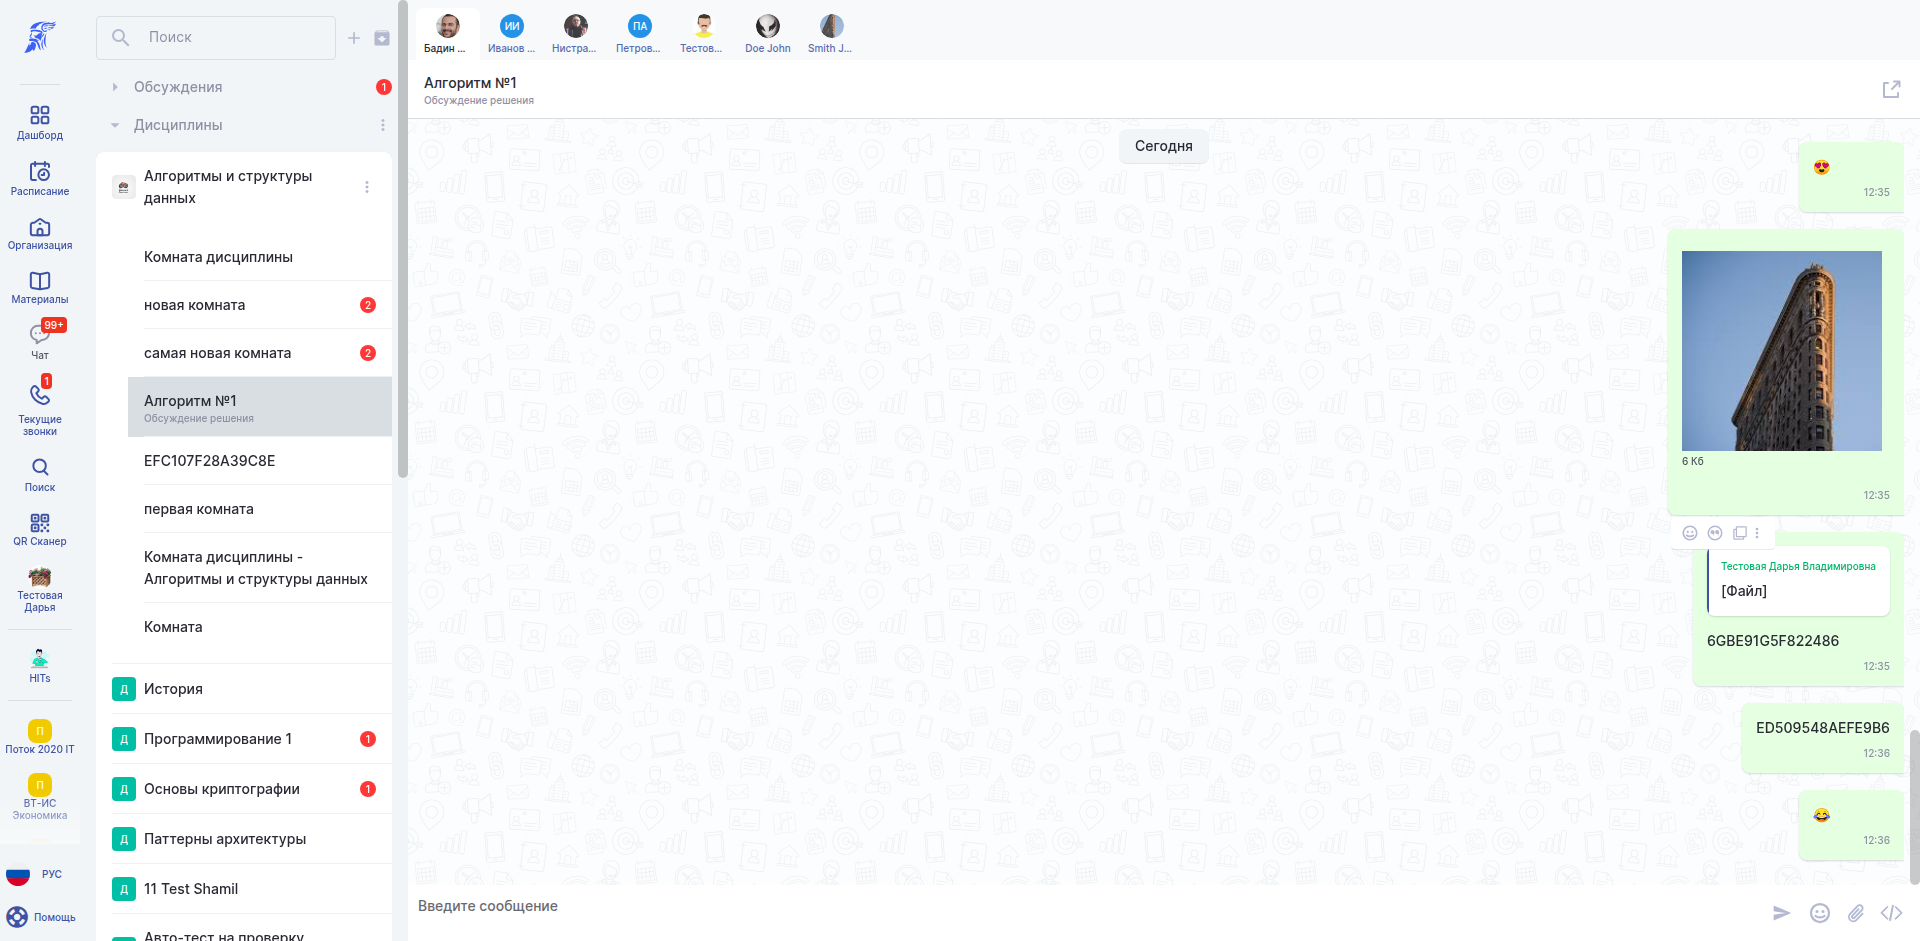 Дашборд
Расписание
Организация
Материалы
99+
Чат
1
Текущие
звонки
Поиск
QR Сканер
Тестовая
Дарья
HITs
П
Поток 2020 IT
П
ВТ-ИС
Экономика
РУС
Помощь
Поиск
Обсуждения
1
Дисциплины
Алгоритмы и структуры
данных
Комната дисциплины
новая комната
2
самая новая комната
2
Алгоритм №1
Обсуждение решения
EFC107F28A39C8E
первая комната
Комната дисциплины -
Алгоритмы и структуры данных
Комната
Д
История
Д
Программирование 1
1
Д
Основы криптографии
1
Д
Паттерны архитектуры
Д
11 Test Shamil
Авто-тест на проверку
Бадин ...
ИИ
Иванов ...
Нистра...
ПА
Петров...
Тестов...
Doe John
Smith J...
Алгоритм №1
Обсуждение решения
Сегодня
😍
12:35
6 Кб
12:35
Тестовая Дарья Владимировна
[Файл]
6GBE91G5F822486
12:35
ED509548AEFE9B6
12:36
😂
12:36
Введите сообщение